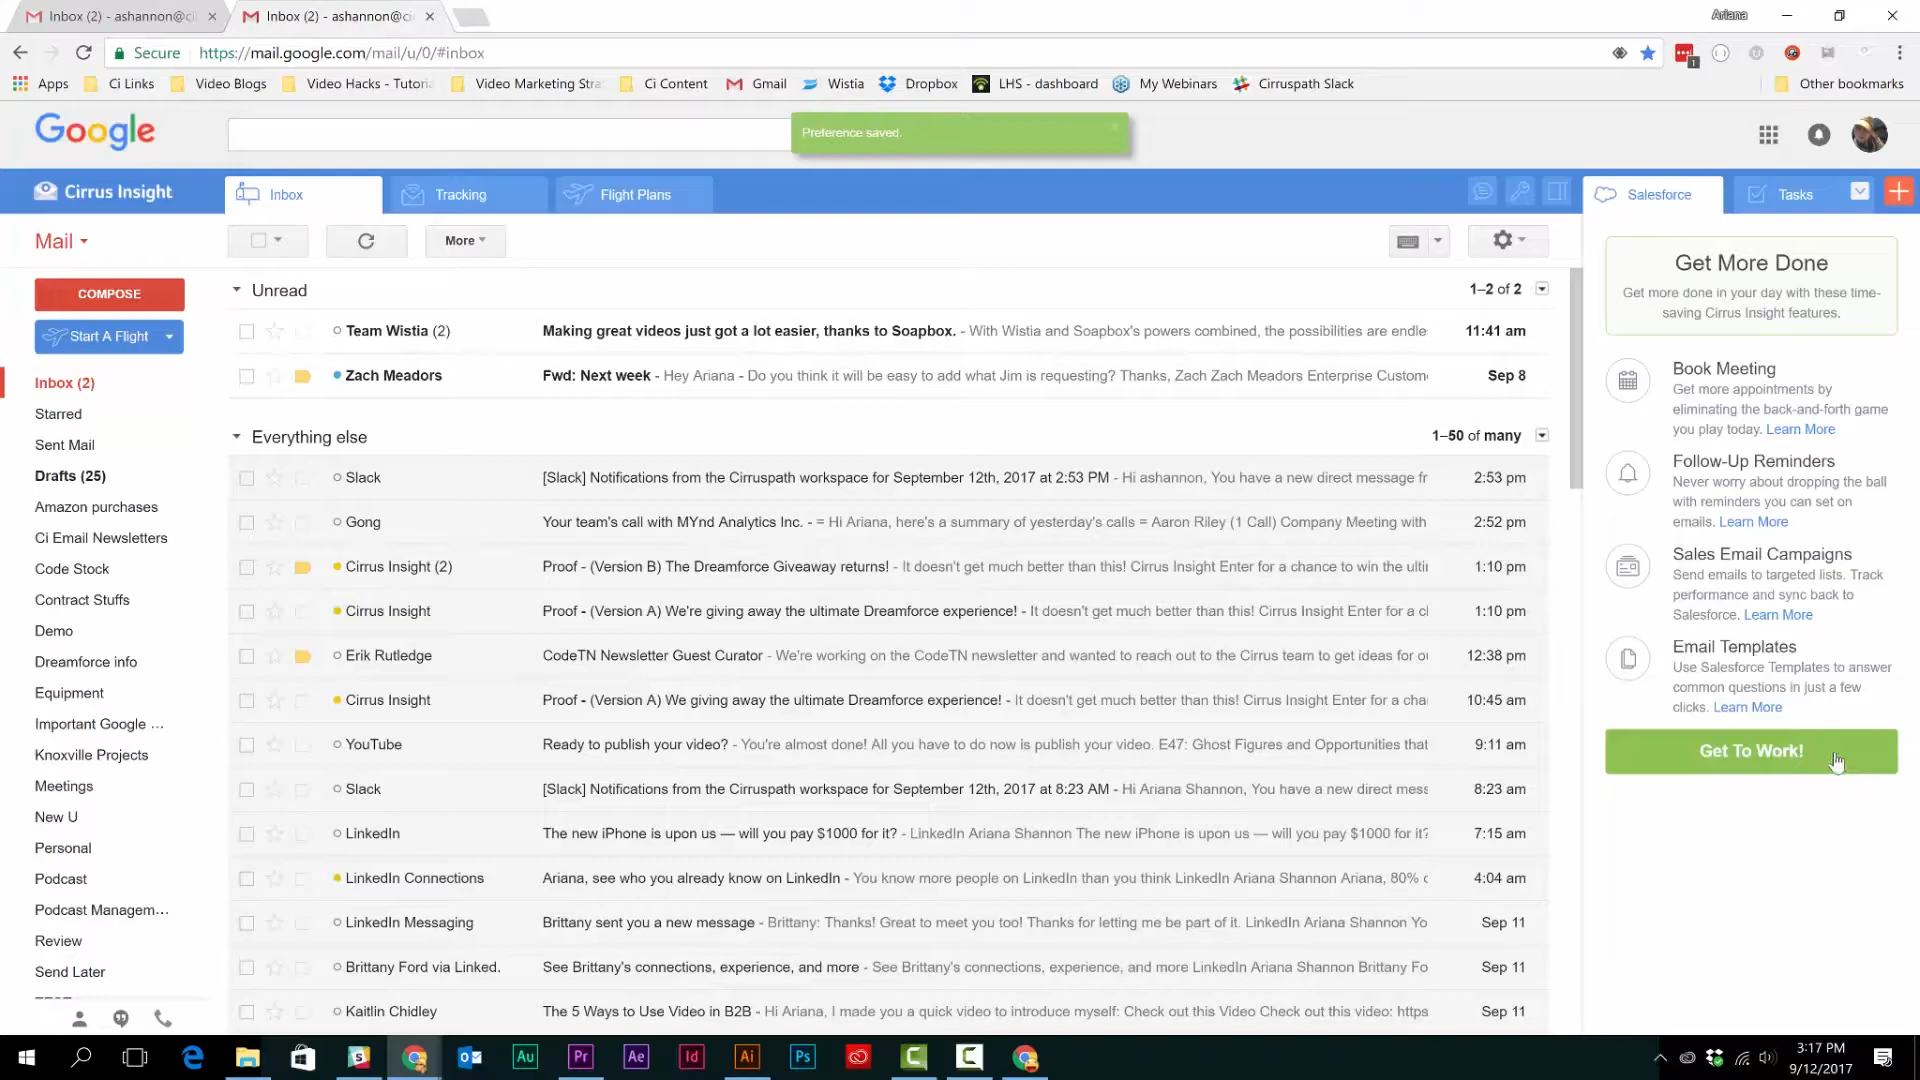 Inbox (2) - ashannon@ci
Inbox (2) - ashannon@ci
Ariana
Secure
https://mail.google.com/mail/u/0/#inbox
1
Apps
Ci Links
Video Blogs
Video Hacks - Tutoria
Video Marketing Stra
Ci Content
Gmail
Wistia
Dropbox
LHS - dashboard
My Webinars
Cirruspath Slack
Other bookmarks
Google
Preference saved.
Cirrus Insight
Inbox
Tracking
Flight Plans
Salesforce
Tasks
Mail
More
COMPOSE
Start A Flight
Inbox (2)
Starred
Sent Mail
Drafts (25)
Amazon purchases
Ci Email Newsletters
Code Stock
Contract Stuffs
Demo
Dreamforce info
Equipment
Important Google ...
Knoxville Projects
Meetings
New U
Personal
Podcast
Podcast Managem...
Review
Send Later
Unread
1–2 of 2
Team Wistia (2) Making great videos just got a lot easier, thanks to Soapbox. - With Wistia and Soapbox's powers combined, the possibilities are endle 11:41 am
Zach Meadors Fwd: Next week - Hey Ariana - Do you think it will be easy to add what Jim is requesting? Thanks, Zach Zach Meadors Enterprise Custom Sep 8
Everything else
1–50 of many
Slack [Slack] Notifications from the Cirruspath workspace for September 12th, 2017 at 2:53 PM - Hi ashannon, You have a new direct message fr 2:53 pm
Gong Your team's call with MYnd Analytics Inc. - = Hi Ariana, here's a summary of yesterday's calls = Aaron Riley (1 Call) Company Meeting with 2:52 pm
Cirrus Insight (2) Proof - (Version B) The Dreamforce Giveaway returns! - It doesn't get much better than this! Cirrus Insight Enter for a chance to win the ulti 1:10 pm
Cirrus Insight Proof - (Version A) We're giving away the ultimate Dreamforce experience! - It doesn't get much better than this! Cirrus Insight Enter for a cl 1:10 pm
Erik Rutledge CodeTN Newsletter Guest Curator - We're working on the CodeTN newsletter and wanted to reach out to the Cirrus team to get ideas for 12:38 pm
Cirrus Insight Proof - (Version A) We giving away the ultimate Dreamforce experience! - It doesn't get much better than this! Cirrus Insight Enter for a cha 10:45 am
YouTube Ready to publish your video? - You're almost done! All you have to do now is publish your video. E47: Ghost Figures and Opportunities that 9:11 am
Slack [Slack] Notifications from the Cirruspath workspace for September 12th, 2017 at 8:23 AM - Hi Ariana Shannon, You have a new direct mess 8:23 am
LinkedIn The new iPhone is upon us — will you pay $1000 for it? - LinkedIn Ariana Shannon The new iPhone is upon us — will you pay $1000 for it? 7:15 am
LinkedIn Connections Ariana, see who you already know on LinkedIn - You know more people on LinkedIn than you think LinkedIn Ariana Shannon Ariana, 80% c 4:04 am
LinkedIn Messaging Brittany sent you a new message - Brittany: Thanks! Great to meet you too! Thanks for letting me be part of it. LinkedIn Ariana Shannon Yo Sep 11
Brittany Ford via Linked. See Brittany's connections, experience, and more - See Brittany's connections, experience, and more LinkedIn Ariana Shannon Brittany Fo Sep 11
Kaitlin Chidley The 5 Ways to Use Video in B2B - Hi Ariana, I made you a quick video to introduce myself: Check out this Video Check out this video: https Sep 11
Get More Done
Get more done in your day with these time-
saving Cirrus Insight features.
Book Meeting
Get more appointments by
eliminating the back-and-forth game
you play today. Learn More
Follow-Up Reminders
Never worry about dropping the ball
with reminders you can set on
emails. Learn More
Sales Email Campaigns
Send emails to targeted lists. Track
performance and sync back to
Salesforce. Learn More
Email Templates
Use Salesforce Templates to answer
common questions in just a few
clicks. Learn More
Get To Work!
Au
Pr
Ae
Id
Ai
Ps
3:17 PM
9/12/2017